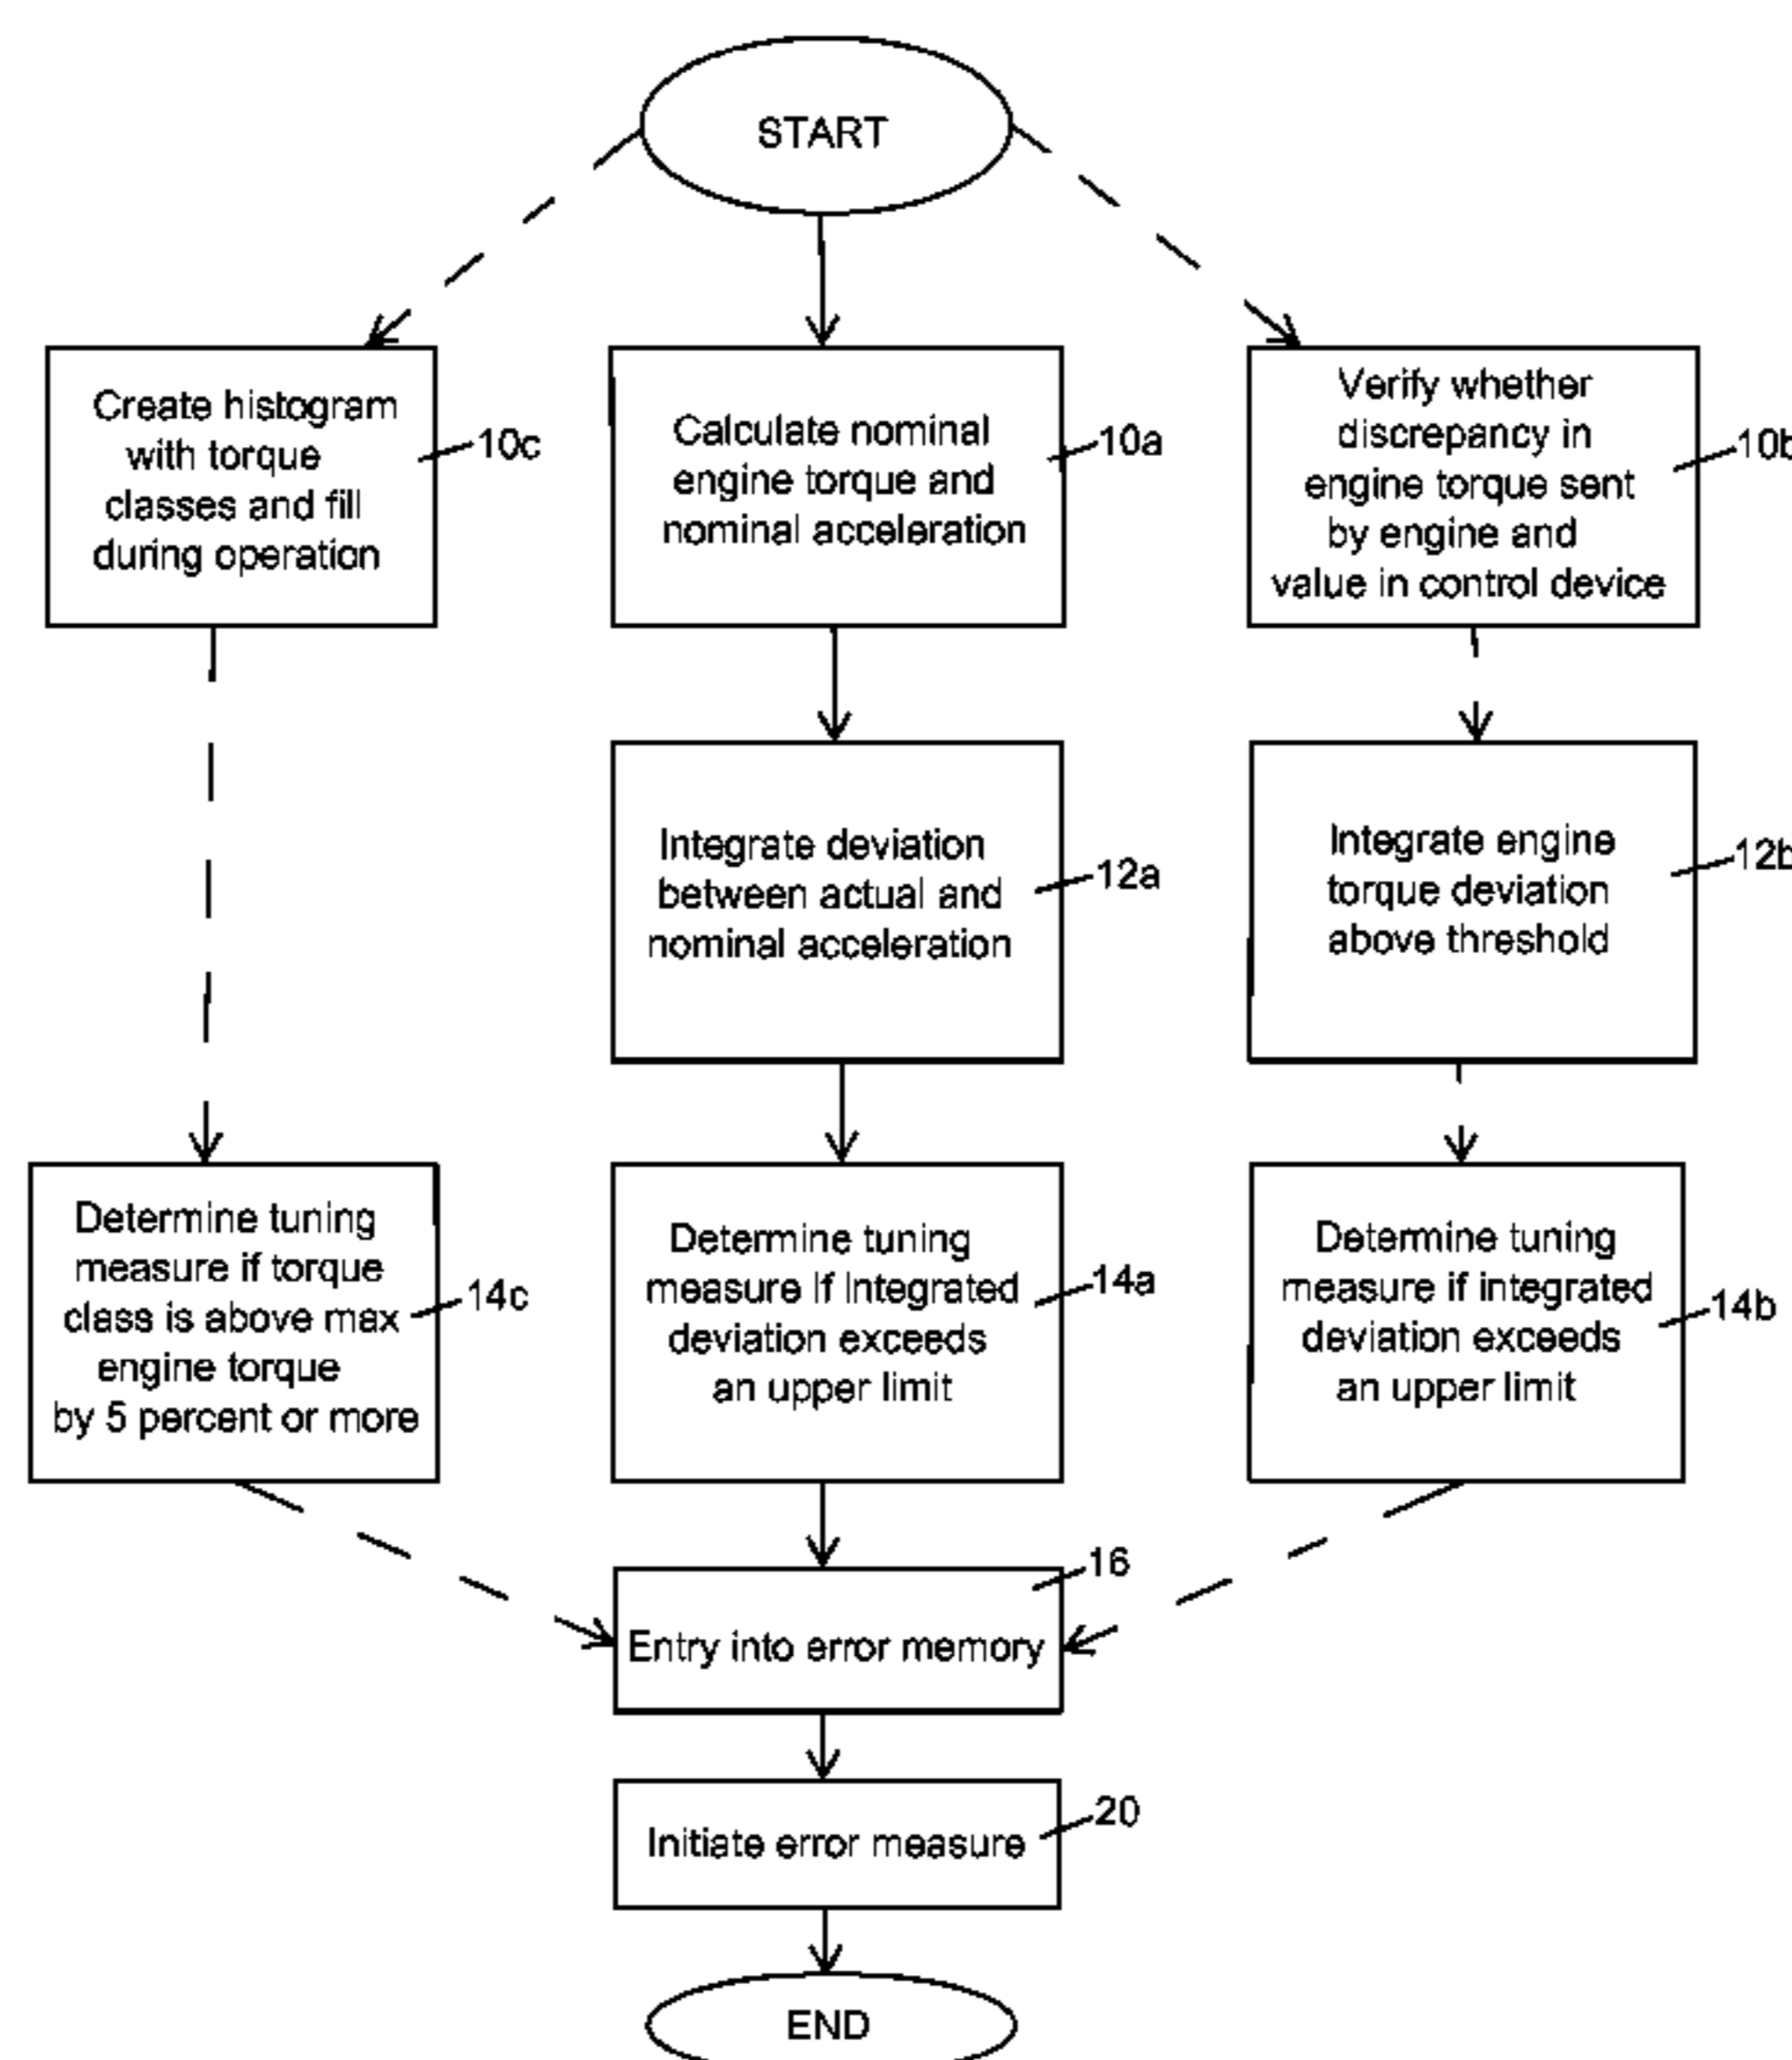 START
Create histogram
with torque
classes and fill
during operation
10c
Calculate nominal
engine torque and
nominal acceleration
10a
Verify whether
discrepancy in
engine torque sent
by engine and
value in control device
10b
Integrate deviation
between actual and
nominal acceleration
12a
Integrate engine
torque deviation
above threshold
12b
Determine tuning
measure if torque
class is above max
engine torque
by 5 percent or more
14c
Determine tuning
measure if integrated
deviation exceeds
an upper limit
14a
Determine tuning
measure if integrated
deviation exceeds
an upper limit
14b
16
Entry into error memory
20
Initiate error measure
END